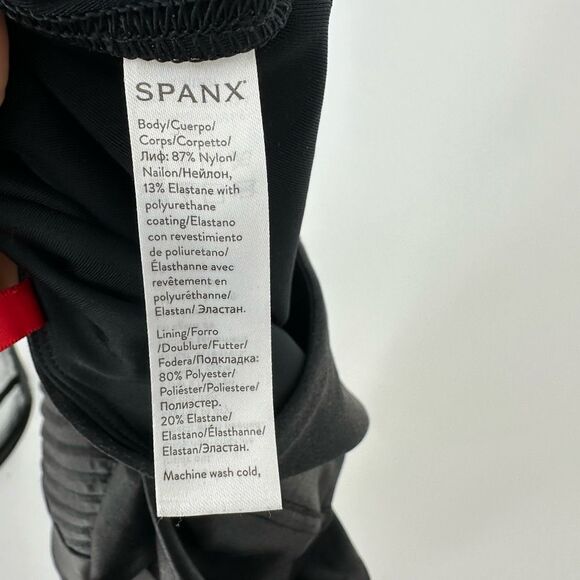 SPANX®
Body/Cuerpo/
Corps/Corpetto/
Лиф: 87% Nylon/
Nailon/Нейлон,
13% Elastane with
polyurethane
coating/Elastano
con revestimiento
de poliuretano/
Élasthanne avec
revêtement en
polyuréthanne/
Elastan/ Эластан.
Lining/Forro
/Doublure/Futter/
Fodera/Подкладка:
80% Polyester/
Poliéster/Poliestere/
Полиэстер.
20% Elastane/
Elastano/Élasthanne/
Elastan/Эластан.
Machine wash cold,